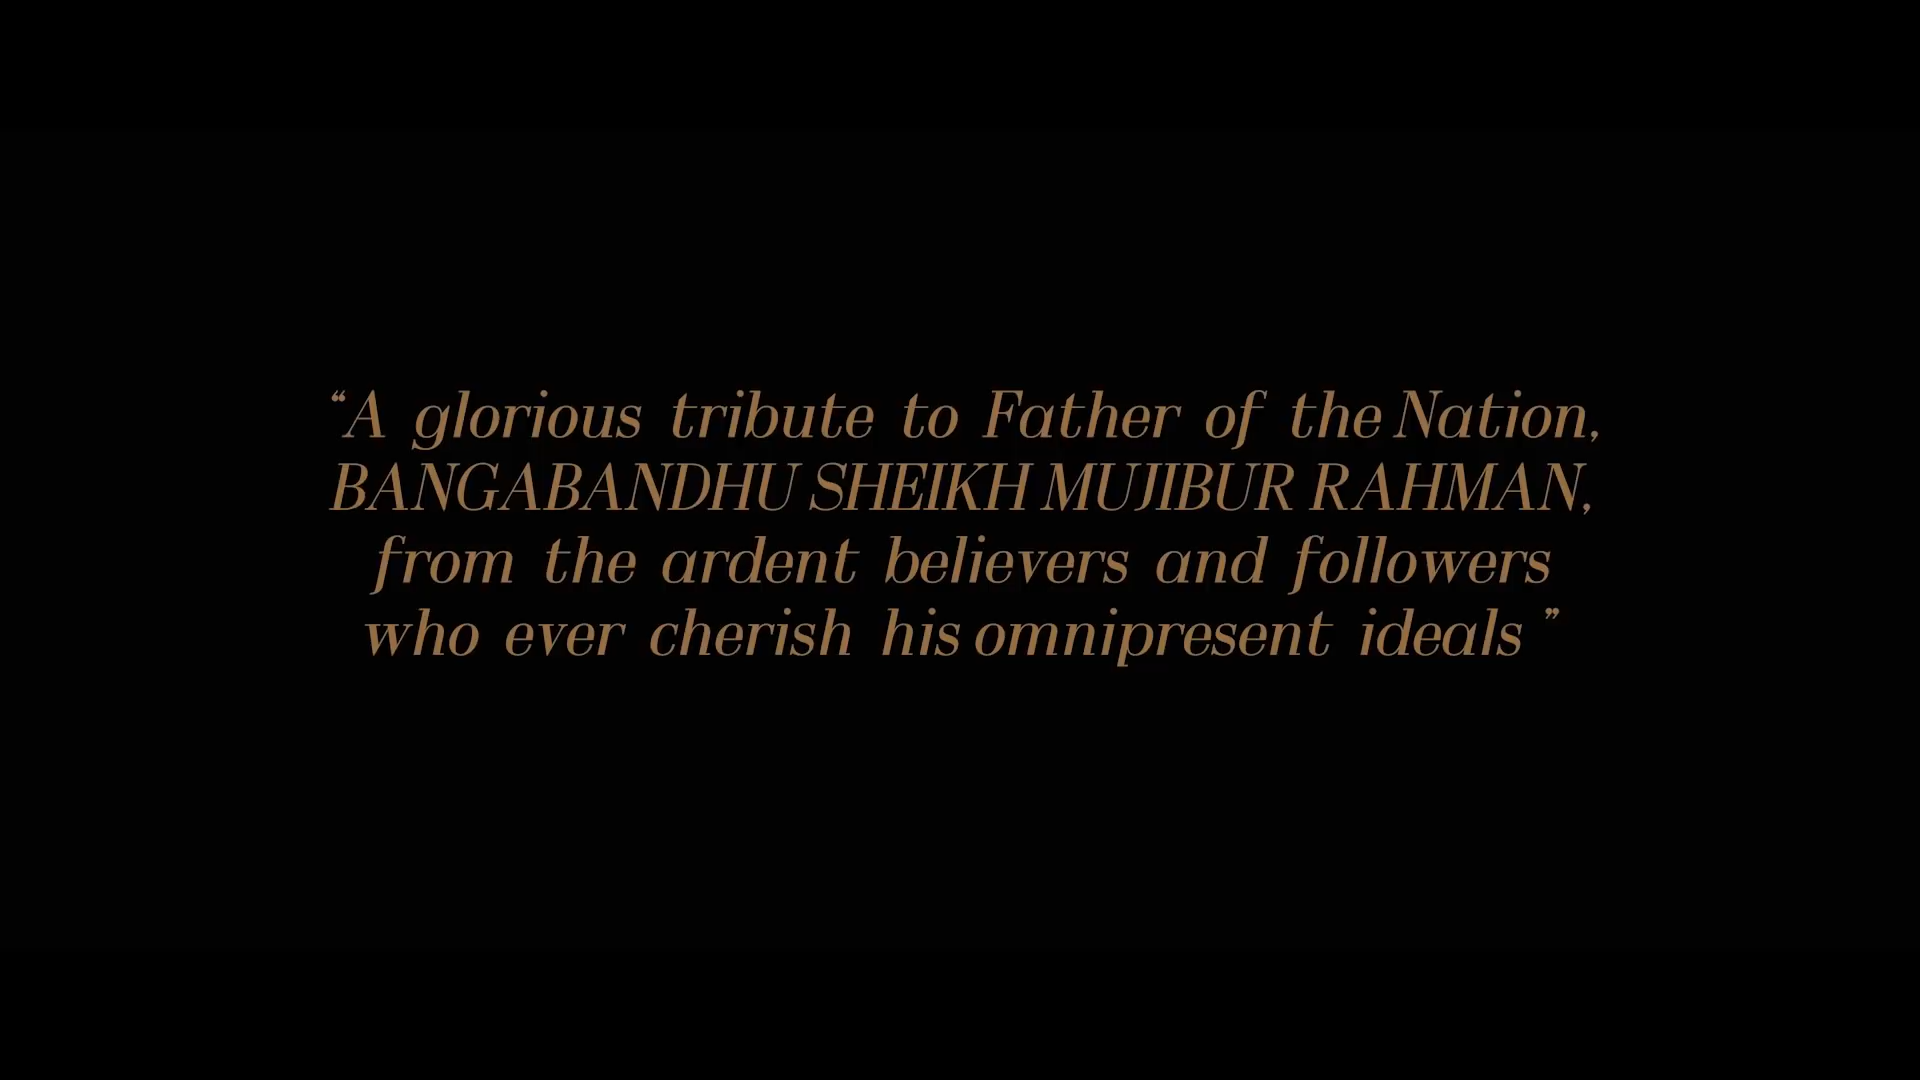 “A glorious tribute to Father of the Nation,
BANGABANDHU SHEIKH MUJIBUR RAHMAN,
from the ardent believers and followers
who ever cherish his omnipresent ideals ”